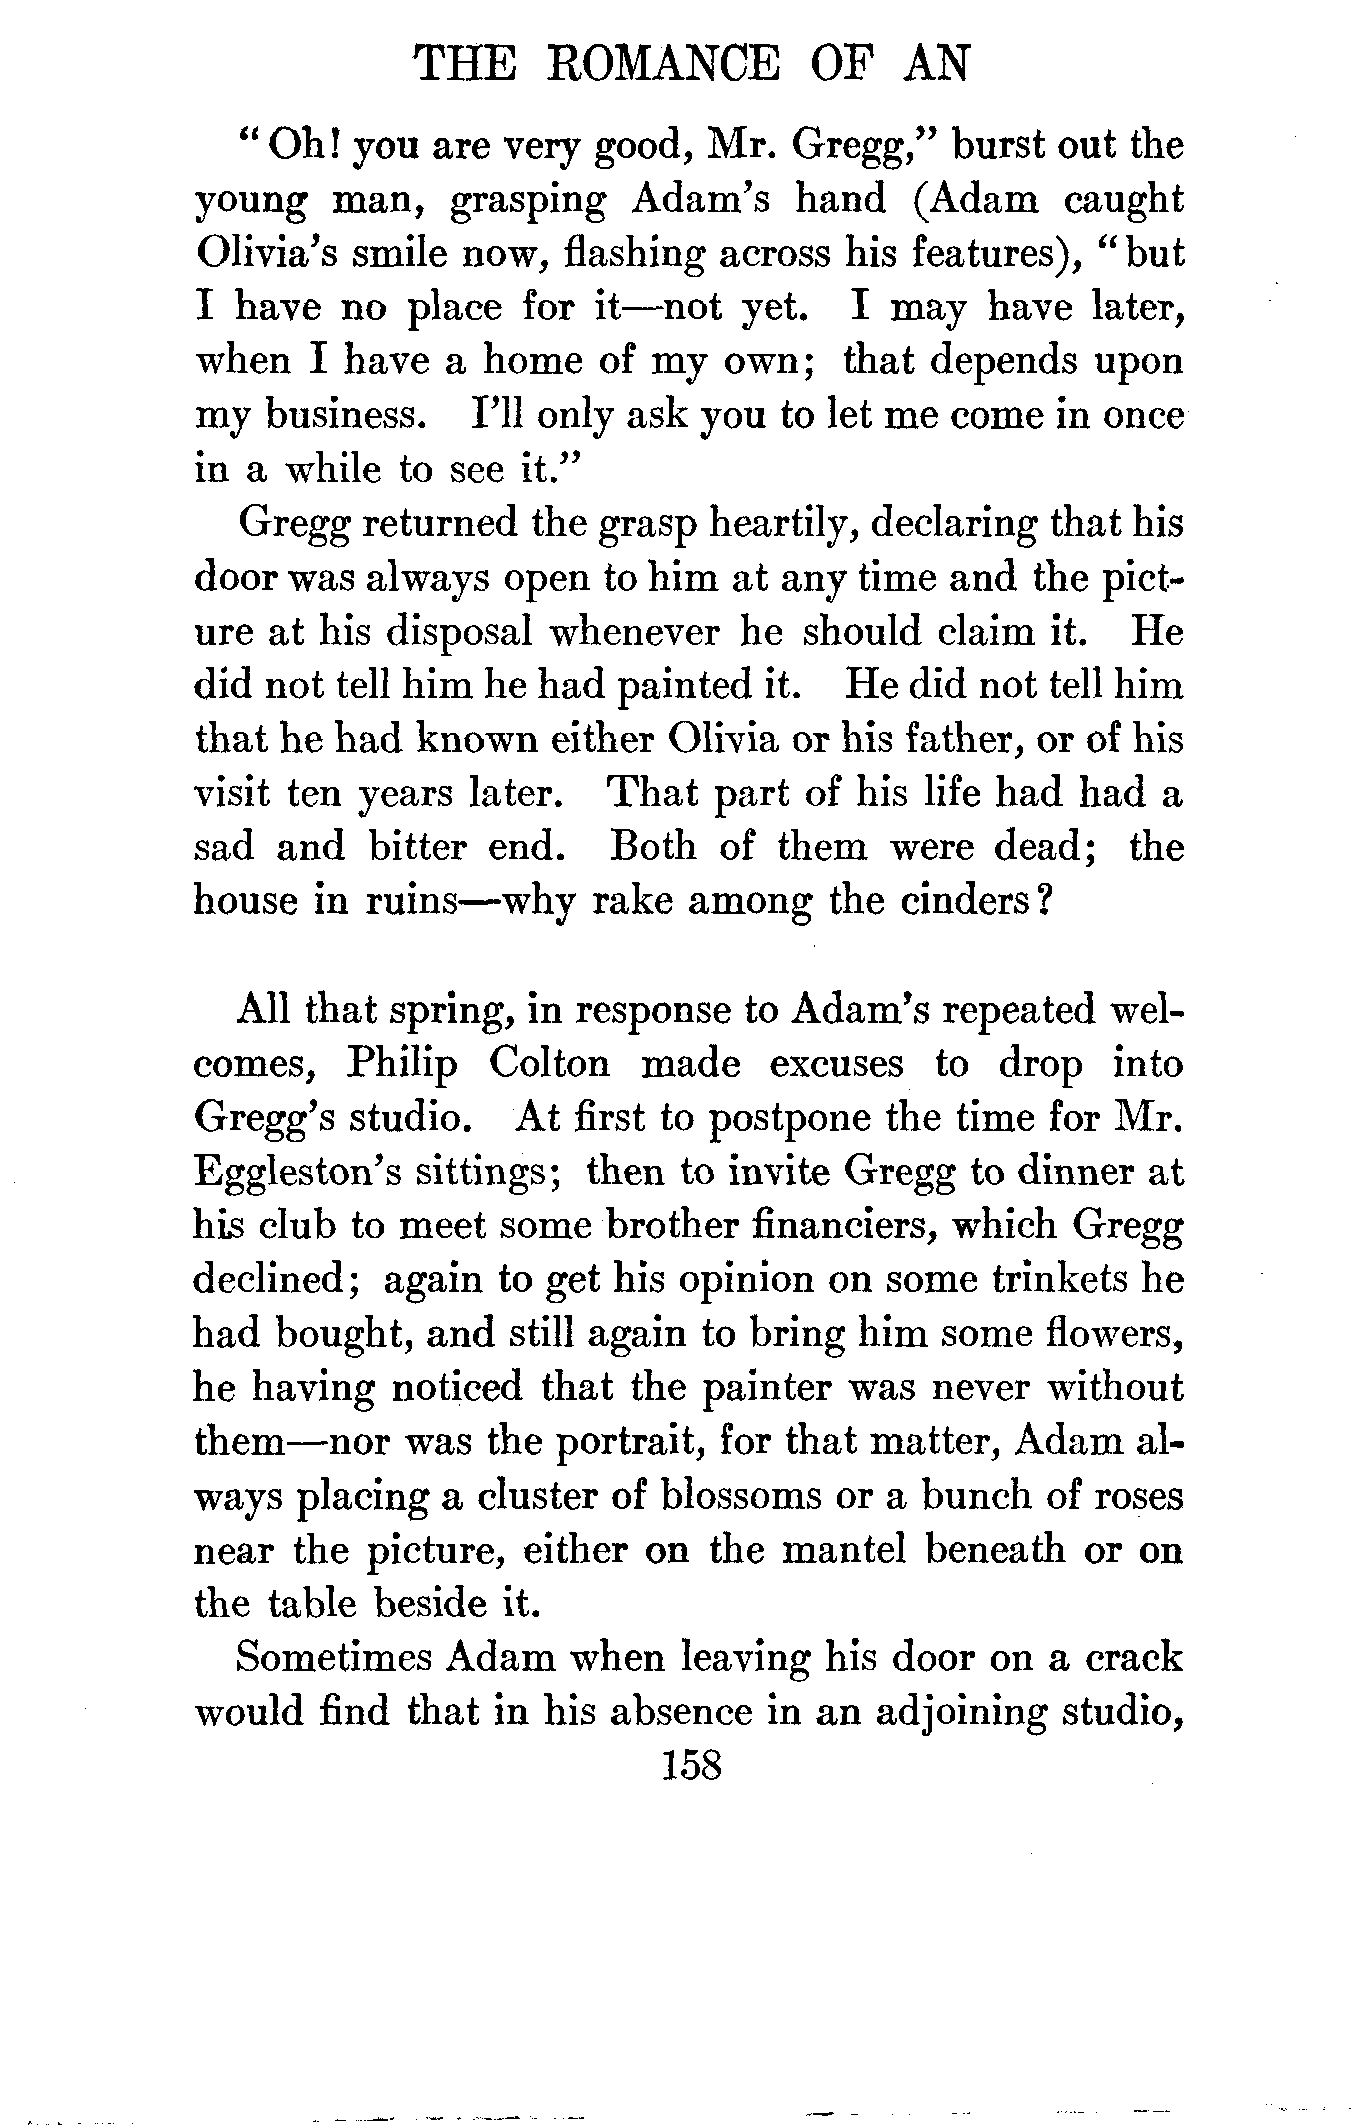 THE ROMANCE OF AN
“Oh! you are very good, Mr. Gregg,” burst out the
young man, grasping Adam’s hand (Adam caught
Olivia’s smile now, flashing across his features), “but
I have no place for it—not yet. I may have later,
when I have a home of my own; that depends upon
my business. I’ll only ask you to let me come in once
in a while to see it.”
Gregg returned the grasp heartily, declaring that his
door was always open to him at any time and the pict-
ure at his disposal whenever he should claim it. He
did not tell him he had painted it. He did not tell him
that he had known either Olivia or his father, or of his
visit ten years later. That part of his life had had a
sad and bitter end. Both of them were dead; the
house in ruins—why rake among the cinders?
All that spring, in response to Adam’s repeated wel-
comes, Philip Colton made excuses to drop into
Gregg’s studio. At first to postpone the time for Mr.
Eggleston’s sittings; then to invite Gregg to dinner at
his club to meet some brother financiers, which Gregg
declined; again to get his opinion on some trinkets he
had bought, and still again to bring him some flowers,
he having noticed that the painter was never without
them—nor was the portrait, for that matter, Adam al-
ways placing a cluster of blossoms or a bunch of roses
near the picture, either on the mantel beneath or on
the table beside it.
Sometimes Adam when leaving his door on a crack
would find that in his absence in an adjoining studio,
158